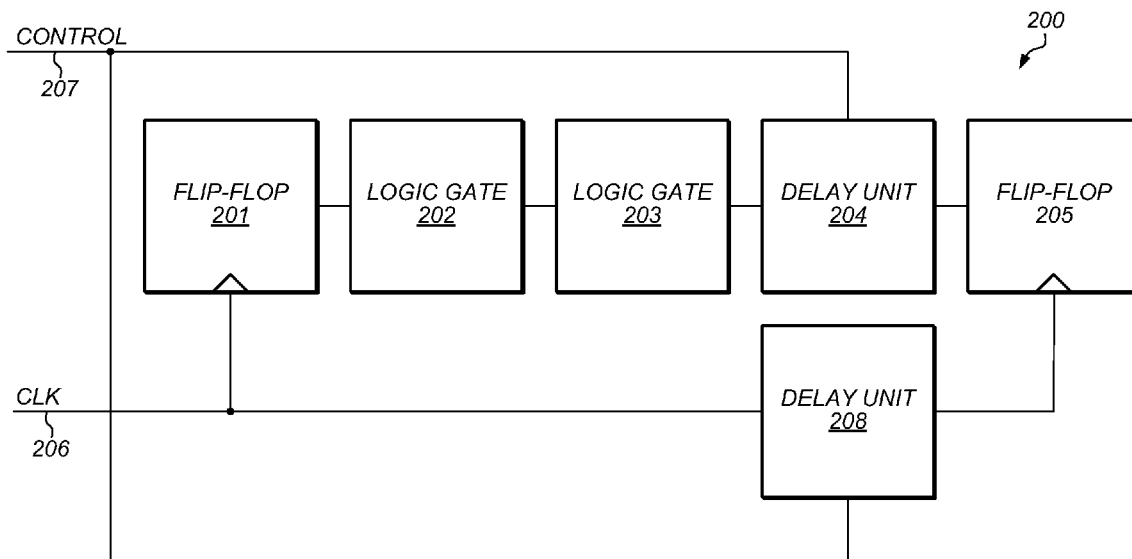 200
CONTROL
207
FLIP-FLOP
201
LOGIC GATE
202
LOGIC GATE
203
DELAY UNIT
204
FLIP-FLOP
205
CLK
206
DELAY UNIT
208